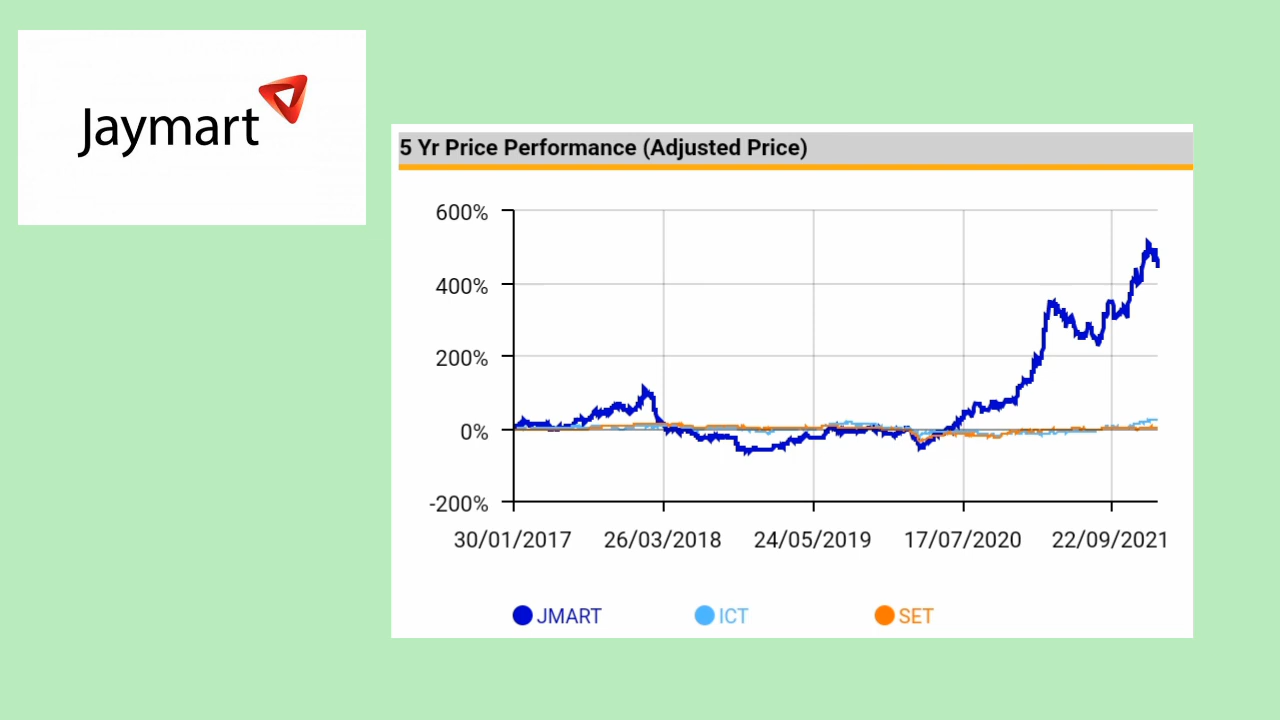 Jaymart
5 Yr Price Performance (Adjusted Price)
600%
400%
200%
0%
-200%
30/01/2017 26/03/2018 24/05/2019 17/07/2020 22/09/2021
JMART ICT SET